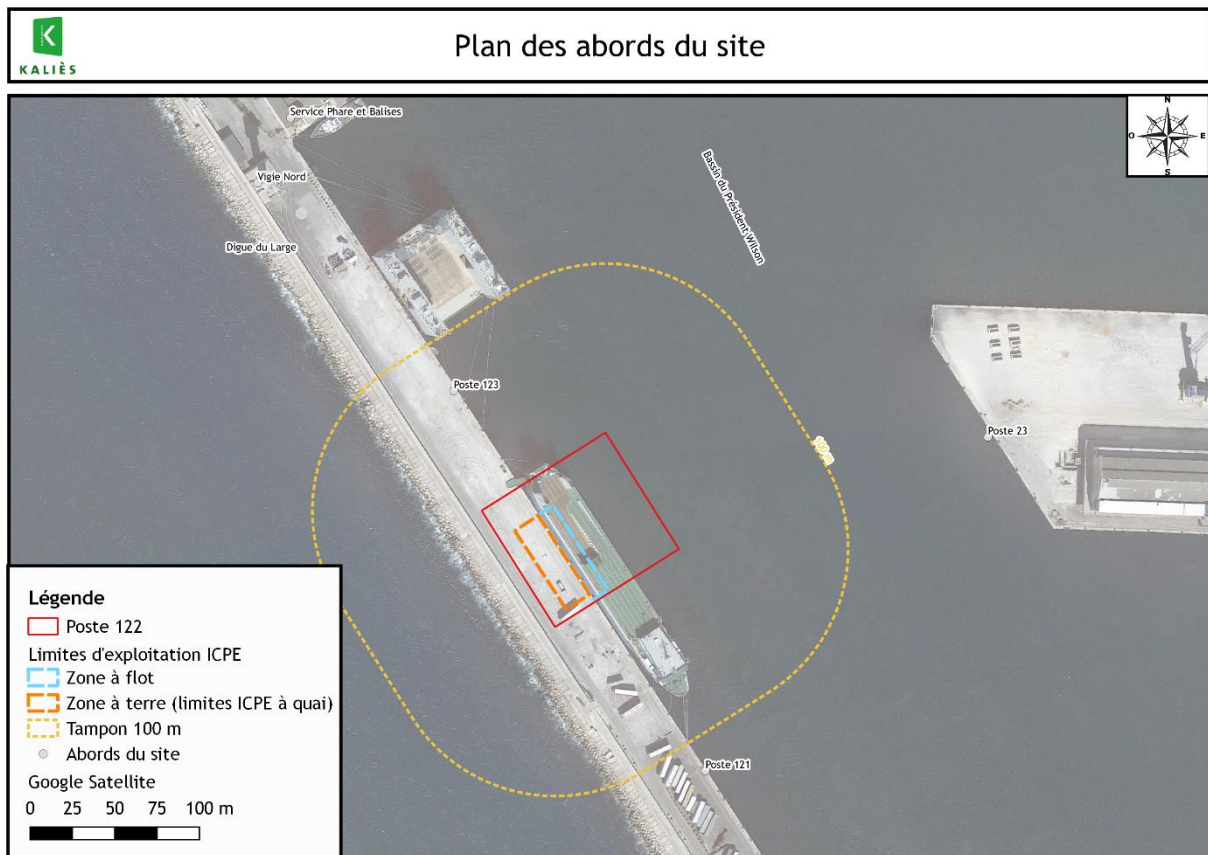 KALIÈS
Plan des abords du site
Service Phare et Balises
N
O
E
S
Vigie Nord
Bassin du Président Wilson
Digue du Large
Poste 123
100 m
Poste 23
Poste 121
Légende
Poste 122
Limites d'exploitation ICPE
Zone à flot
Zone à terre (limites ICPE à quai)
Tampon 100 m
Abords du site
Google Satellite
0 25 50 75 100 m